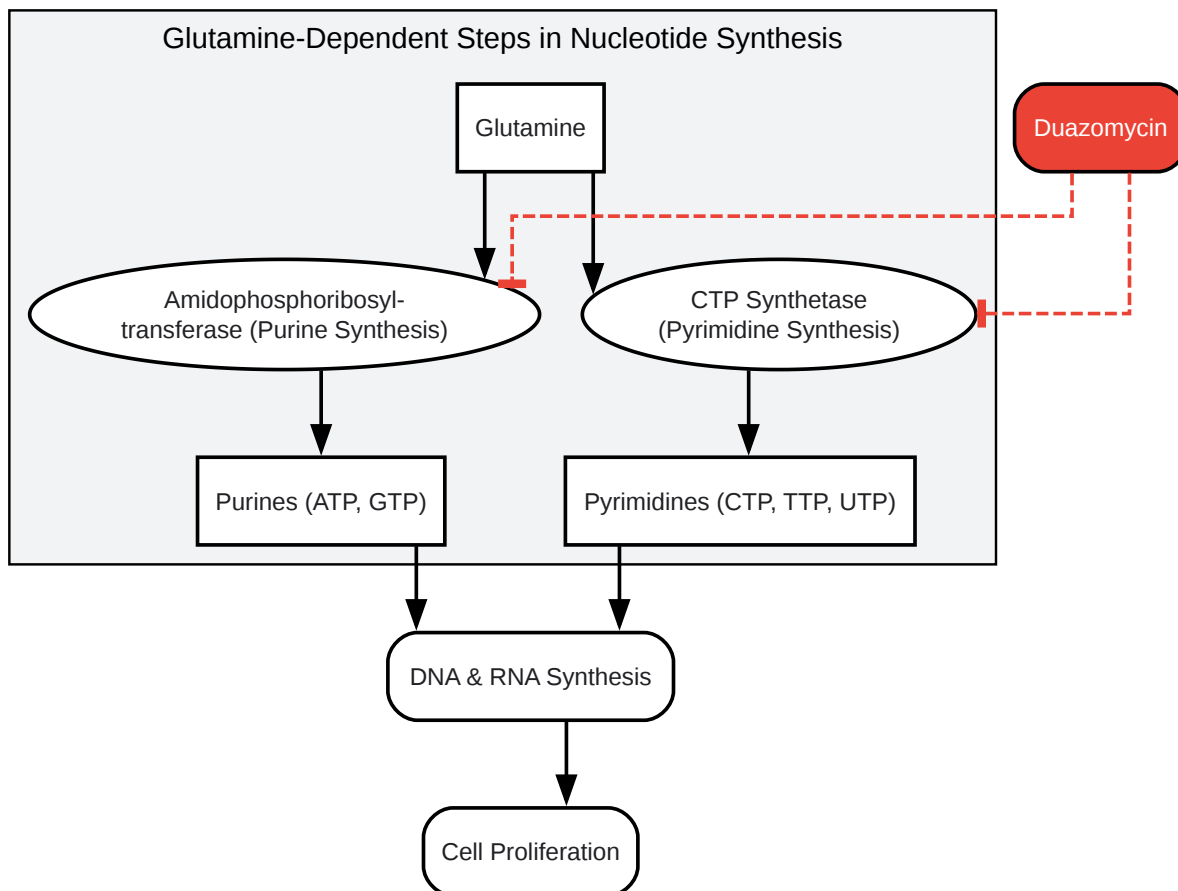 Glutamine-Dependent Steps in Nucleotide Synthesis
Glutamine
Duazomycin
Amidophosphoribosyl-
transferase (Purine Synthesis)
CTP Synthetase
(Pyrimidine Synthesis)
Purines (ATP, GTP)
Pyrimidines (CTP, TTP, UTP)
DNA & RNA Synthesis
Cell Proliferation